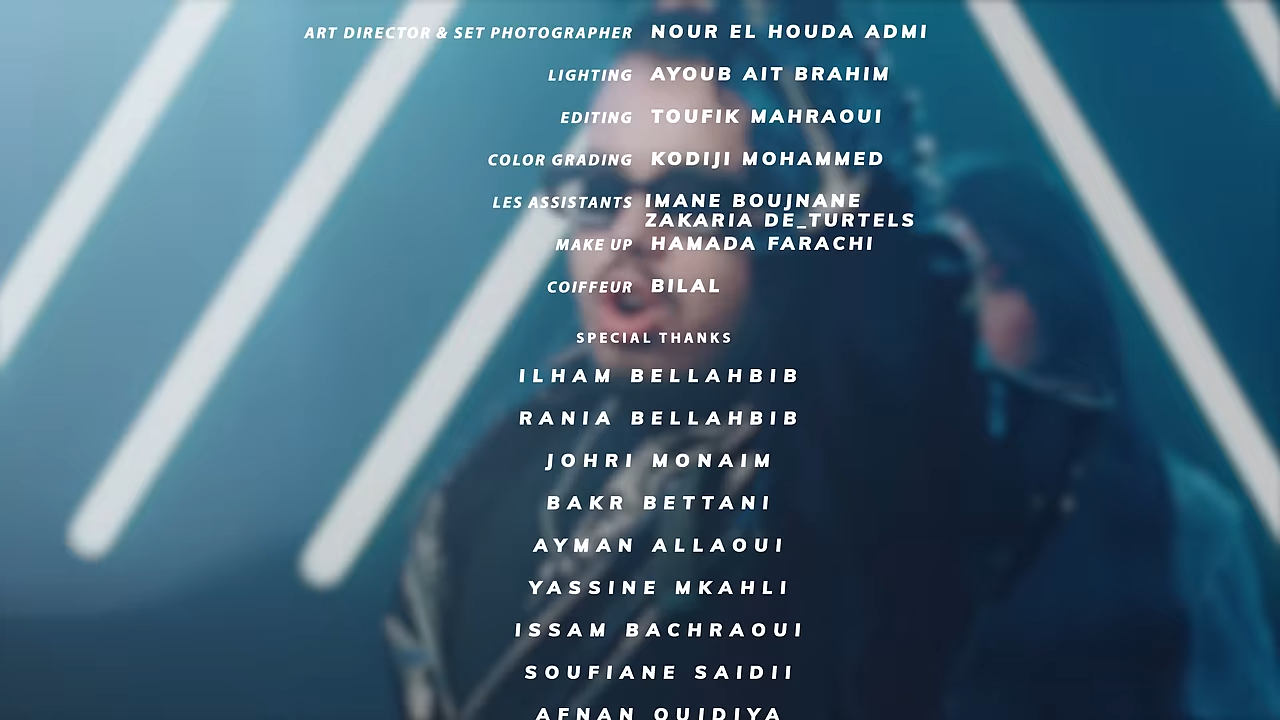 ART DIRECTOR & SET PHOTOGRAPHER NOUR EL HOUDA ADMI
LIGHTING AYOUB AIT BRAHIM
EDITING TOUFIK MAHRAOUI
COLOR GRADING KODIJI MOHAMMED
LES ASSISTANTS IMANE BOUJNANE
ZAKARIA DE_TURTELS
MAKE UP HAMADA FARACHI
COIFFEUR BILAL
SPECIAL THANKS
ILHAM BELLAHBIB
RANIA BELLAHBIB
JOHRI MONAIM
BAKR BETTANI
AYMAN ALLAOUI
YASSINE MKAHLI
ISSAM BACHRAOUI
SOUFIANE SAIDII
AFNAN OUIDIYA